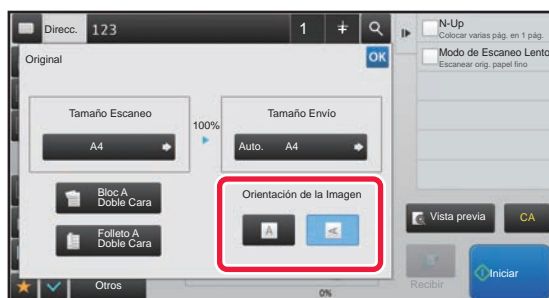 Direcc. 123 1
N-Up
Colocar varias pág. en 1 pág.
Original
OK
Modo de Escaneo Lento
Escanear orig. papel fino
Tamaño Escaneo
Tamaño Envío
100%
A4
Auto. A4
Bloc A
Doble Cara
Orientación de la Imagen
A
A
Folleto A
Doble Cara
Vista previa
CA
Otros
0%
Recibir
Iniciar